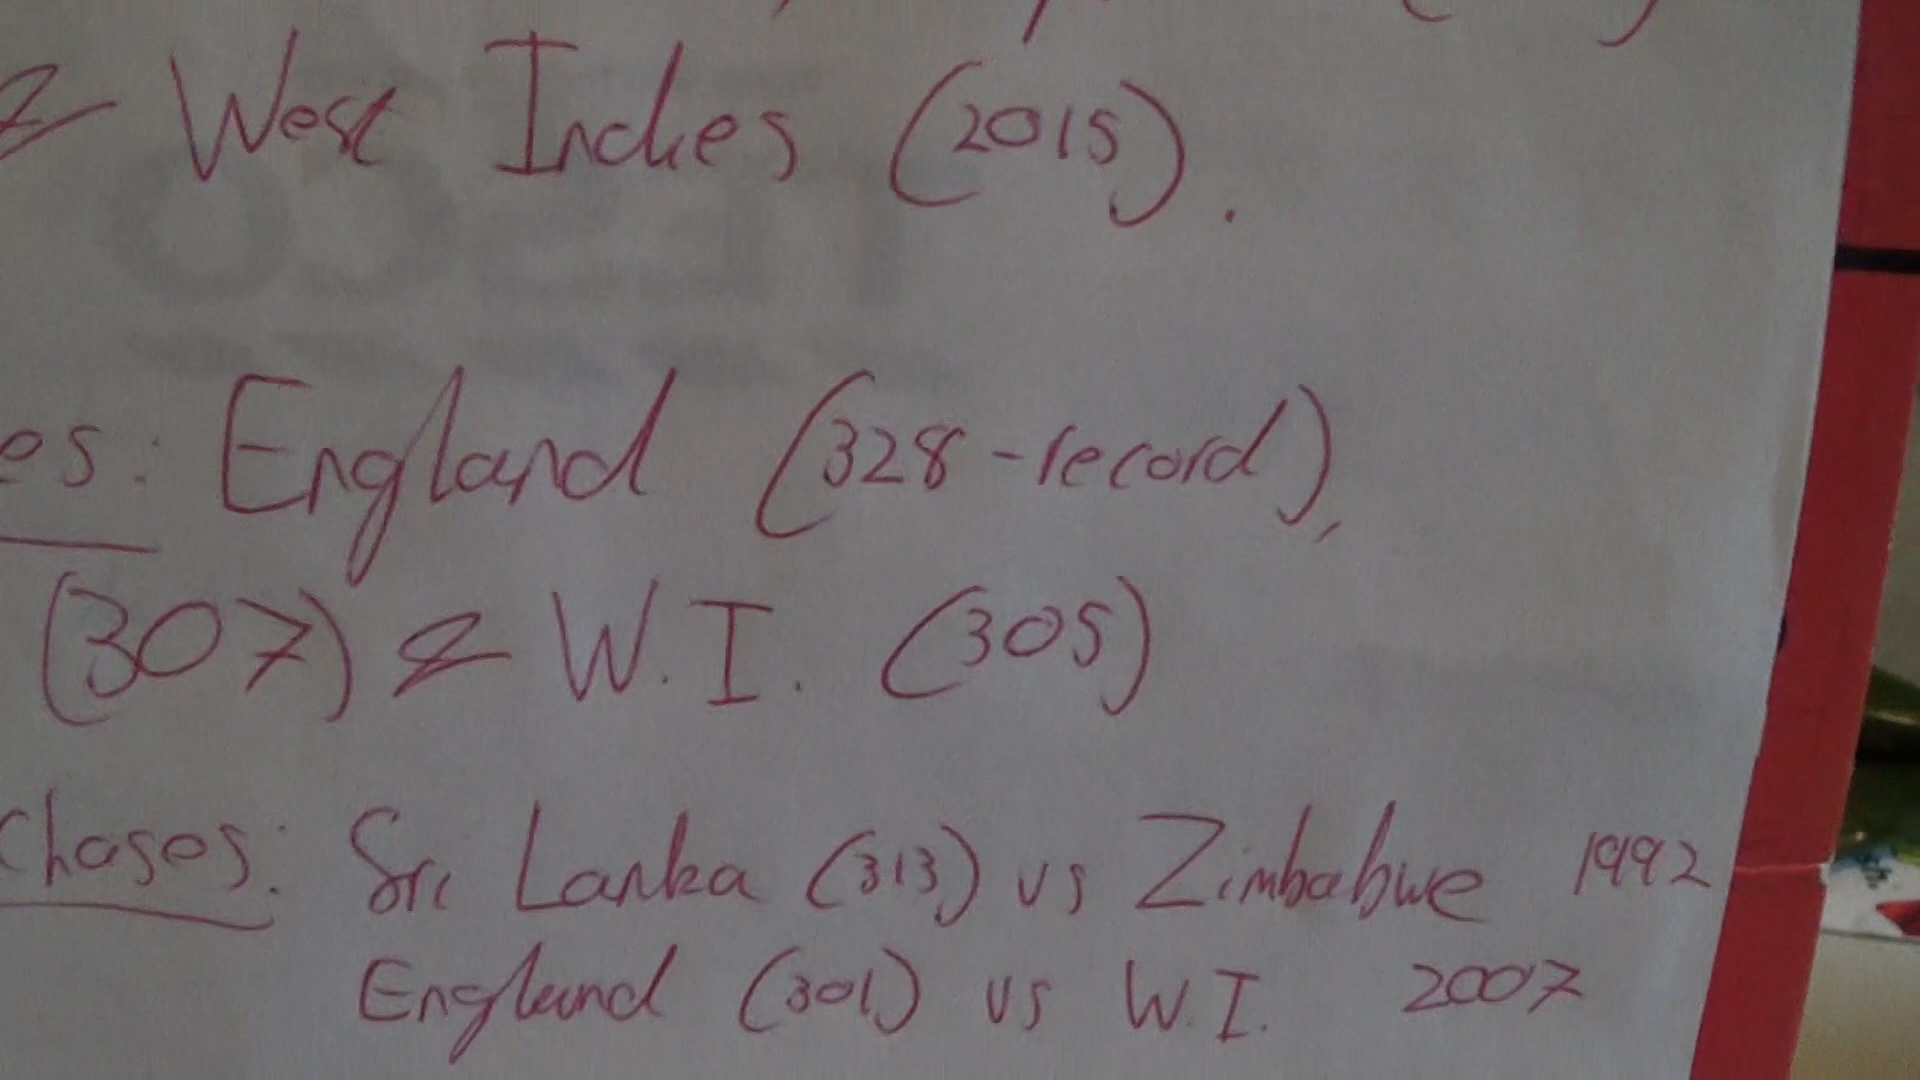 & West Indies (2015).
es: England (328-record),
(307) & W.I. (305)
Chases: Sri Lanka (313) vs Zimbabwe 1992
England (301) vs W.I. 2007